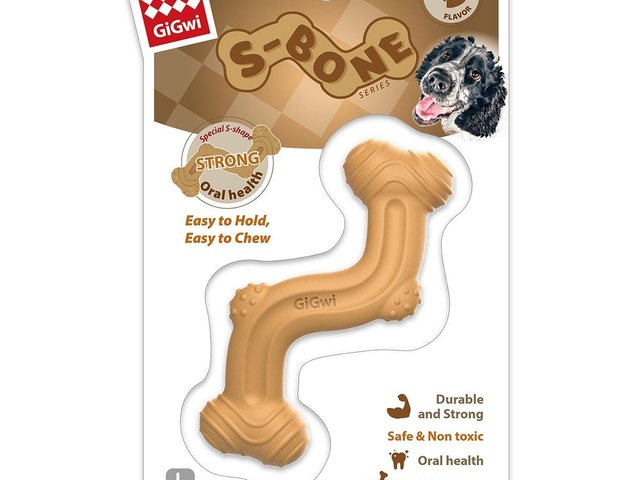 GiGwi
FLAVOR
S-BONE
SERIES
Special S-shape
STRONG
Oral health
Easy to Hold,
Easy to Chew
GiGwi
Durable
and Strong
Safe & Non toxic
Oral health
L